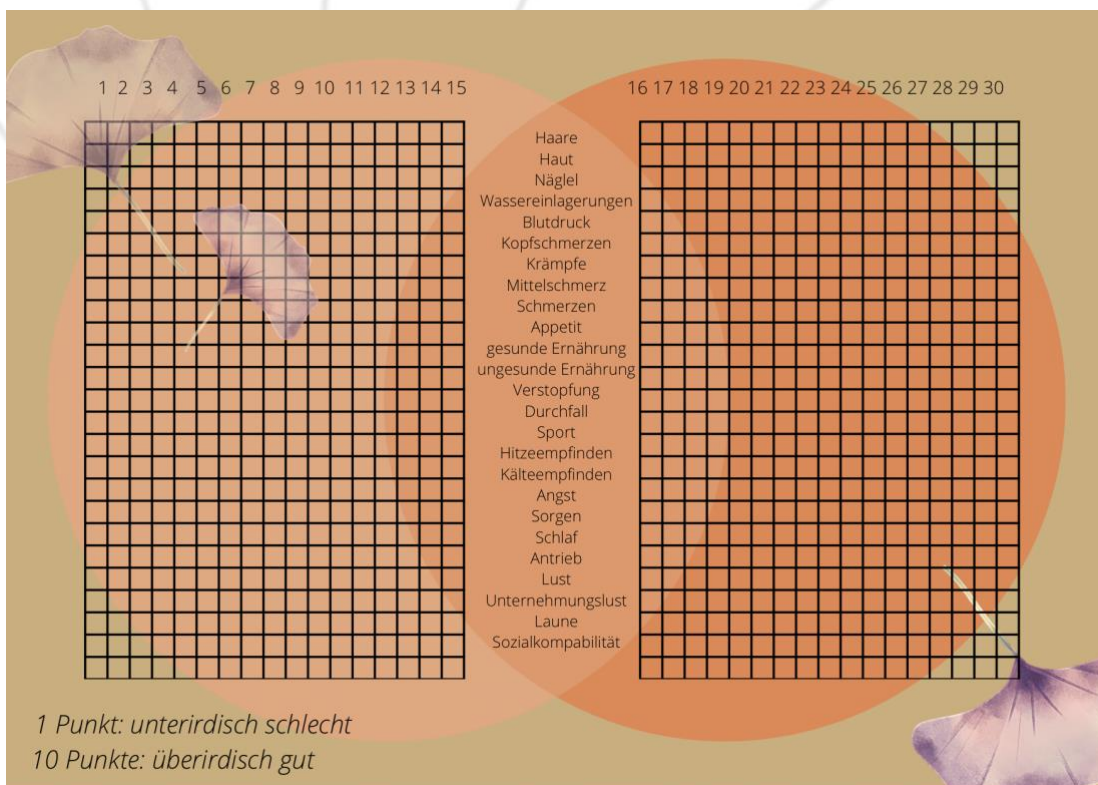 1 2 3 4 5 6 7 8 9 10 11 12 13 14 15 16 17 18 19 20 21 22 23 24 25 26 27 28 29 30
Haare
Haut
Näglel
Wassereinlagerungen
Blutdruck
Kopfschmerzen
Krämpfe
Mittelschmerz
Schmerzen
Appetit
gesunde Ernährung
ungesunde Ernährung
Verstopfung
Durchfall
Sport
Hitzeempfinden
Kälteempfinden
Angst
Sorgen
Schlaf
Antrieb
Lust
Unternehmungslust
Laune
Sozialkompabilität
1 Punkt: unterirdisch schlecht
10 Punkte: überirdisch gut